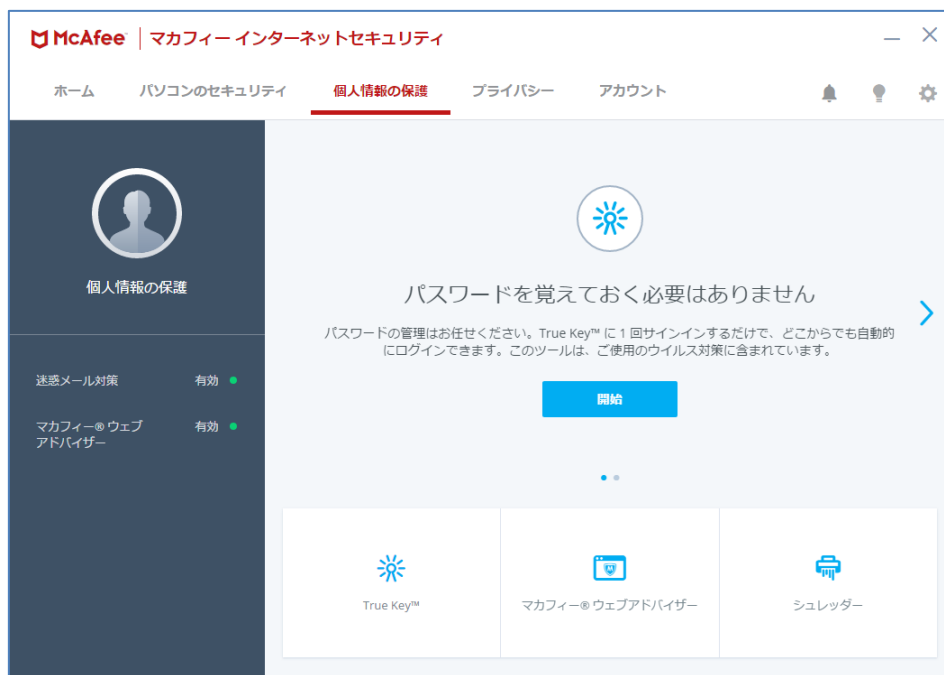 McAfee マカフィー インターネットセキュリティ
ホーム パソコンのセキュリティ 個人情報の保護 プライバシー アカウント
個人情報の保護
迷惑メール対策 有効
マカフィー® ウェブ
アドバイザー 有効
パスワードを覚えておく必要はありません
パスワードの管理はお任せください。True Key™ に 1 回サインインするだけで、どこからでも自動的
にログインできます。このツールは、ご使用のウイルス対策に含まれています。
開始
True Key™ マカフィー® ウェブアドバイザー シュレッダー